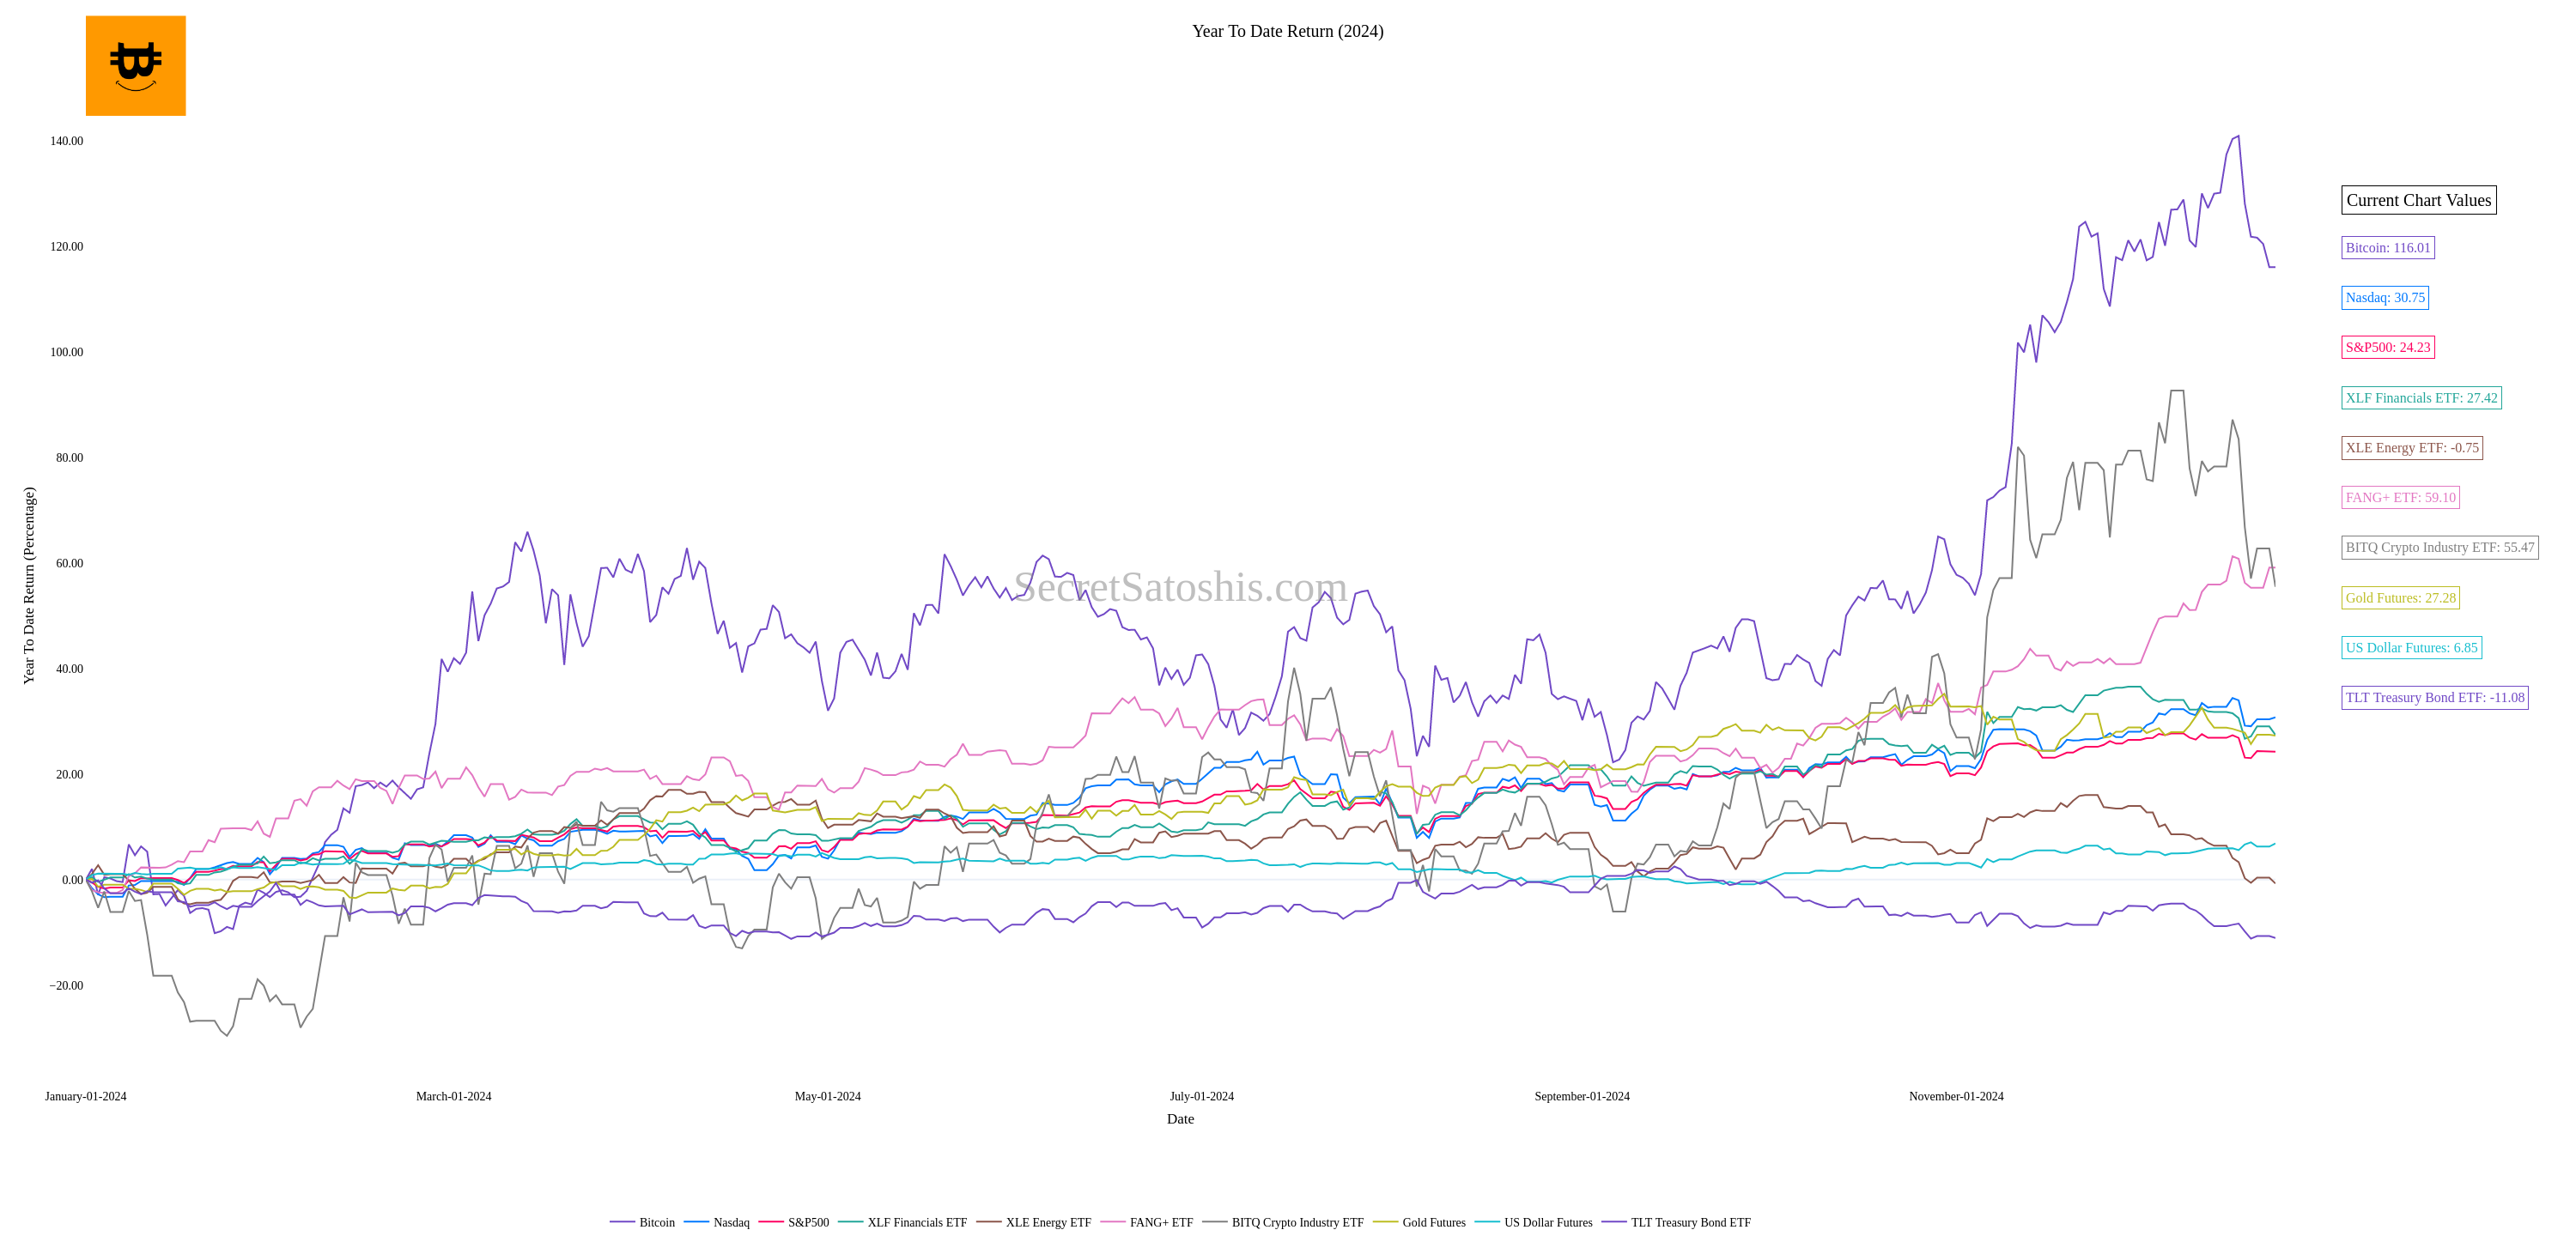 Year To Date Return (2024)
140.00
120.00
100.00
80.00
60.00
40.00
20.00
0.00
−20.00
Year To Date Return (Percentage)
SecretSatoshis.com
Current Chart Values
Bitcoin: 116.01
Nasdaq: 30.75
S&P500: 24.23
XLF Financials ETF: 27.42
XLE Energy ETF: -0.75
FANG+ ETF: 59.10
BITQ Crypto Industry ETF: 55.47
Gold Futures: 27.28
US Dollar Futures: 6.85
TLT Treasury Bond ETF: -11.08
January-01-2024 March-01-2024 May-01-2024 July-01-2024 September-01-2024 November-01-2024
Date
Bitcoin Nasdaq S&P500 XLF Financials ETF XLE Energy ETF FANG+ ETF BITQ Crypto Industry ETF Gold Futures US Dollar Futures TLT Treasury Bond ETF